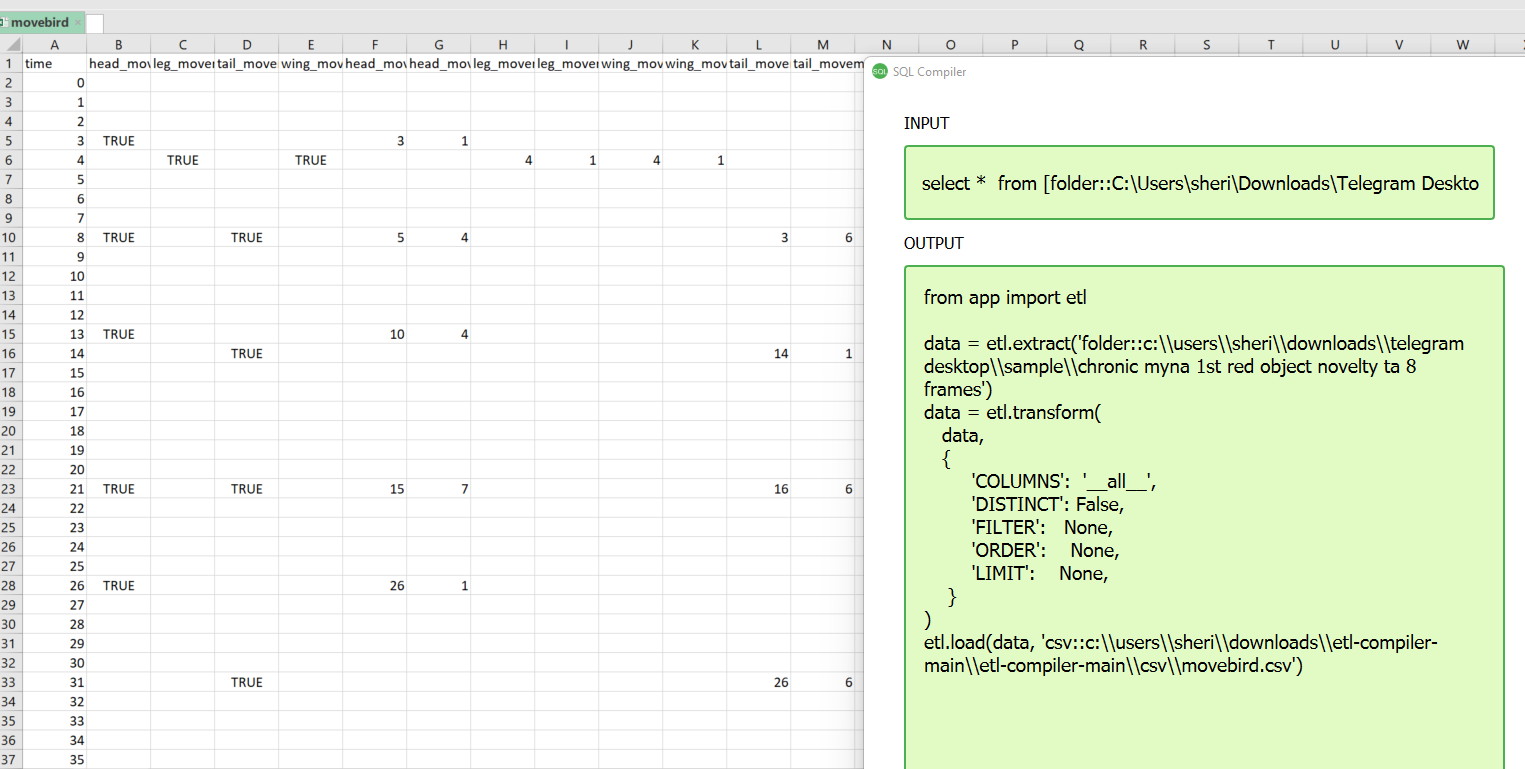 movebird
A B C D E F G H I J K L M N O P Q R S T U V W
1 time head_mov leg_mover tail_move wing_mov head_mov head_mov leg_mover leg_mover wing_mov wing_mov tail_move tail_movem
2 0
3 1
4 2
5 3 TRUE 3 1
6 4 TRUE TRUE 4 1 4 1
7 5
8 6
9 7
10 8 TRUE TRUE 5 4 3 6
11 9
12 10
13 11
14 12
15 13 TRUE 10 4
16 14 TRUE 14 1
17 15
18 16
19 17
20 18
21 19
22 20
23 21 TRUE TRUE 15 7 16 6
24 22
25 23
26 24
27 25
28 26 TRUE 26 1
29 27
30 28
31 29
32 30
33 31 TRUE 26 6
34 32
35 33
36 34
37 35
SQL SQL Compiler
INPUT
select * from [folder::C:\Users\sheri\Downloads\Telegram Deskto
OUTPUT
from app import etl
data = etl.extract('folder::c:\\users\\sheri\\downloads\\telegram
desktop\\sample\\chronic myna 1st red object novelty ta 8
frames')
data = etl.transform(
data,
{
'COLUMNS': '__all__',
'DISTINCT': False,
'FILTER': None,
'ORDER': None,
'LIMIT': None,
}
)
etl.load(data, 'csv::c:\\users\\sheri\\downloads\\etl-compiler-
main\\etl-compiler-main\\csv\\movebird.csv')